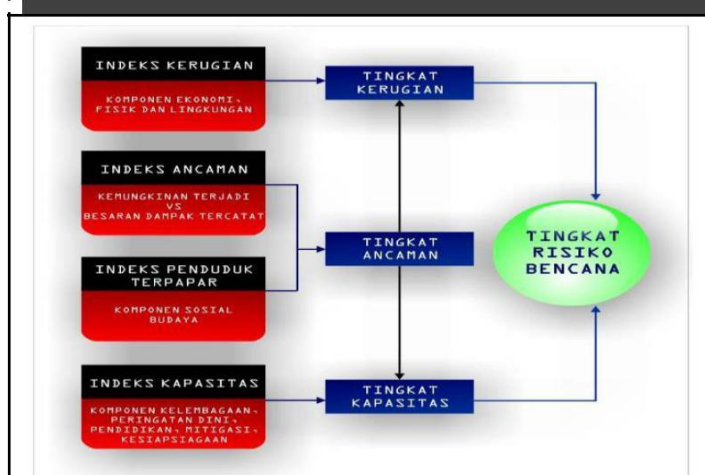 INDEKS KERUGIAN
KOMPONEN EKONOMI,
FISIK DAN LINGKUNGAN
TINGKAT
KERUGIAN
INDEKS ANCAMAN
KEMUNGKINAN TERJADI
VS
BESARAN DAMPAK TERCATAT
TINGKAT
ANCAMAN
TINGKAT
RISIKO
BENCANA
INDEKS PENDUDUK
TERPAPAR
KOMPONEN SOSIAL
BUDAYA
INDEKS KAPASITAS
KOMPONEN KELEMBAGAAN,
PERINGATAN DINI,
PENDIDIKAN, MITIGASI,
KESIAPSIAGAAN
TINGKAT
KAPASITAS